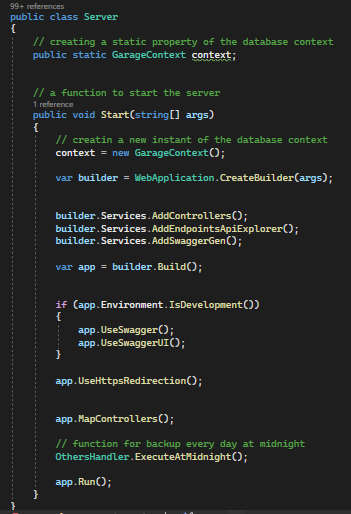 99+ references
public class Server
{
// creating a static property of the database context
public static GarageContext context;
// a function to start the server
1 reference
public void Start(string[] args)
{
// creatin a new instant of the database context
context = new GarageContext();
var builder = WebApplication.CreateBuilder(args);
builder.Services.AddControllers();
builder.Services.AddEndpointsApiExplorer();
builder.Services.AddSwaggerGen();
var app = builder.Build();
if (app.Environment.IsDevelopment())
{
app.UseSwagger();
app.UseSwaggerUI();
}
app.UseHttpsRedirection();
app.MapControllers();
// function for backup every day at midnight
OthersHandler.ExecuteAtMidnight();
app.Run();
}
}